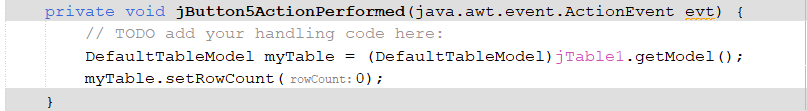 private void jButton5ActionPerformed(java.awt.event.ActionEvent evt) {
// TODO add your handling code here:
DefaultTableModel myTable = (DefaultTableModel)jTable1.getModel();
myTable.setRowCount( rowCount: 0);
}